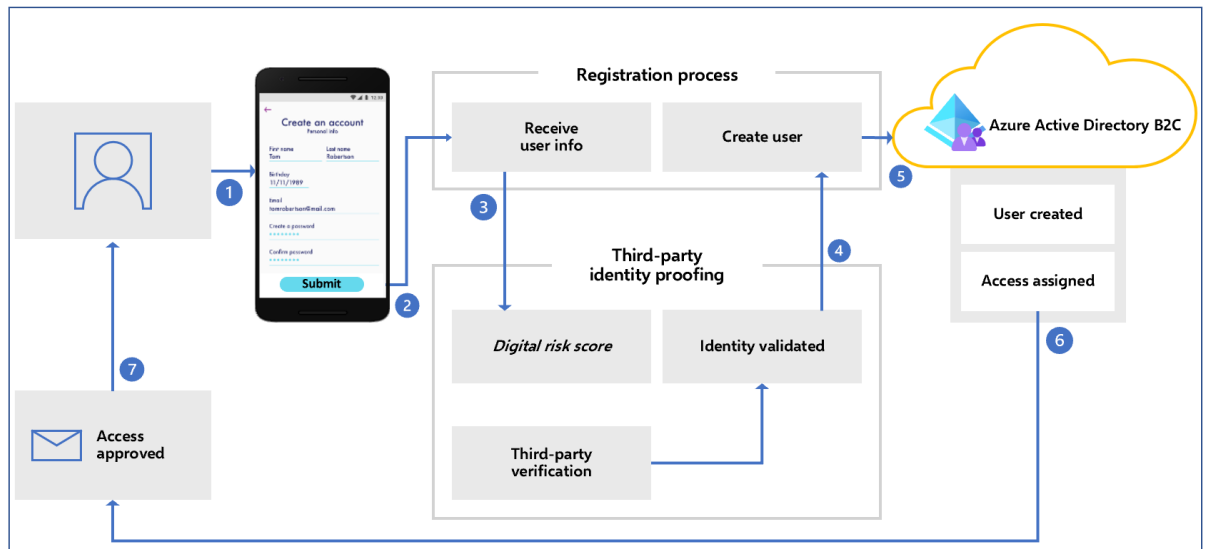 Registration process
12:30
Create an account
Personal info
First name
Last name
Tom
Robertson
Birthday
11/11/1989
Email
tomrobertson@mail.com
Create a password
Confirm password
Submit
Receive
user info
Create user
Azure Active Directory B2C
User created
Access assigned
Third-party
identity proofing
Digital risk score
Identity validated
Third-party
verification
Access
approved
1
2
3
4
5
6
7